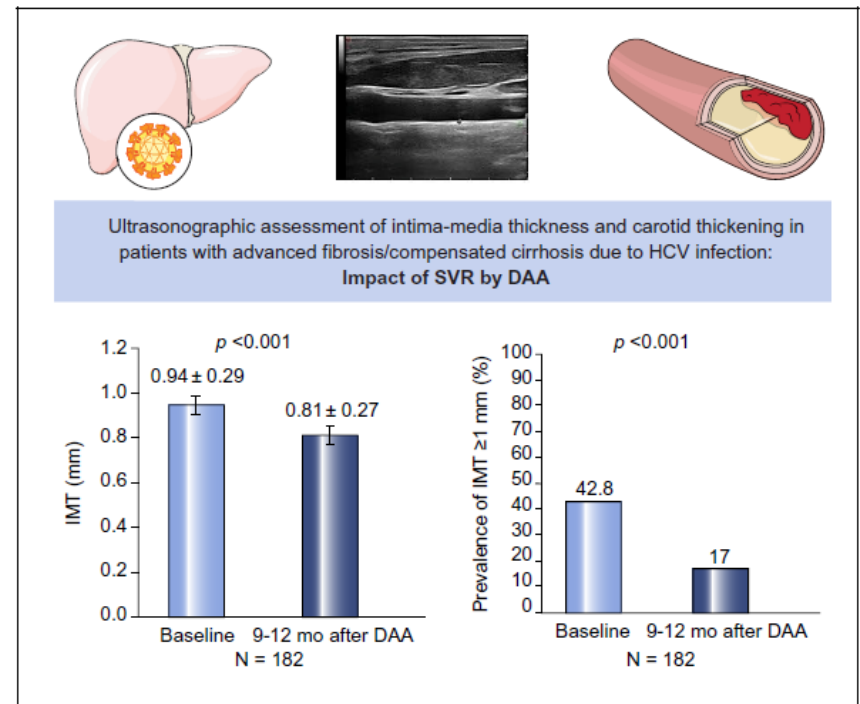 Ultrasonographic assessment of intima-media thickness and carotid thickening in
patients with advanced fibrosis/compensated cirrhosis due to HCV infection:
Impact of SVR by DAA
p <0.001
1.2
1.0
0.8
0.6
0.4
0.2
0.0
IMT (mm)
0.94 ± 0.29
0.81 ± 0.27
Baseline
9-12 mo after DAA
N = 182
p <0.001
100
90
80
70
60
50
40
30
20
10
0
Prevalence of IMT ≥1 mm (%)
42.8
17
Baseline
9-12 mo after DAA
N = 182